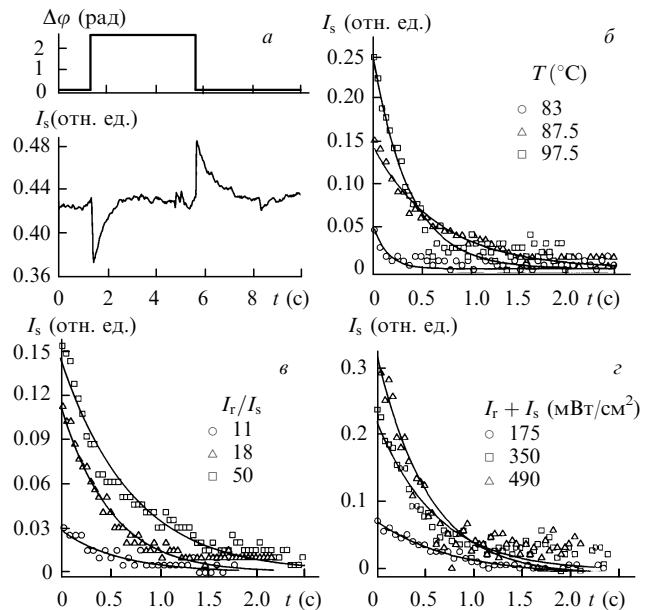 Δφ (рад)
а
2
1
0
I_s(отн. ед.)
0.48
0.44
0.40
0.36
0 2 4 6 8 t (с)
I_s (отн. ед.)
б
0.25
0.20
0.15
0.10
0.05
0
T (°C)
○ 83
△ 87.5
□ 97.5
0 0.5 1.0 1.5 2.0 t (с)
I_s (отн. ед.)
в
0.15
0.12
0.09
0.06
0.03
0
I_r/I_s
○ 11
△ 18
□ 50
0 0.5 1.0 1.5 2.0 t (с)
I_s (отн. ед.)
г
0.3
0.2
0.1
0
I_r + I_s (мВт/см²)
○ 175
□ 350
△ 490
0 0.5 1.0 1.5 2.0 t (с)